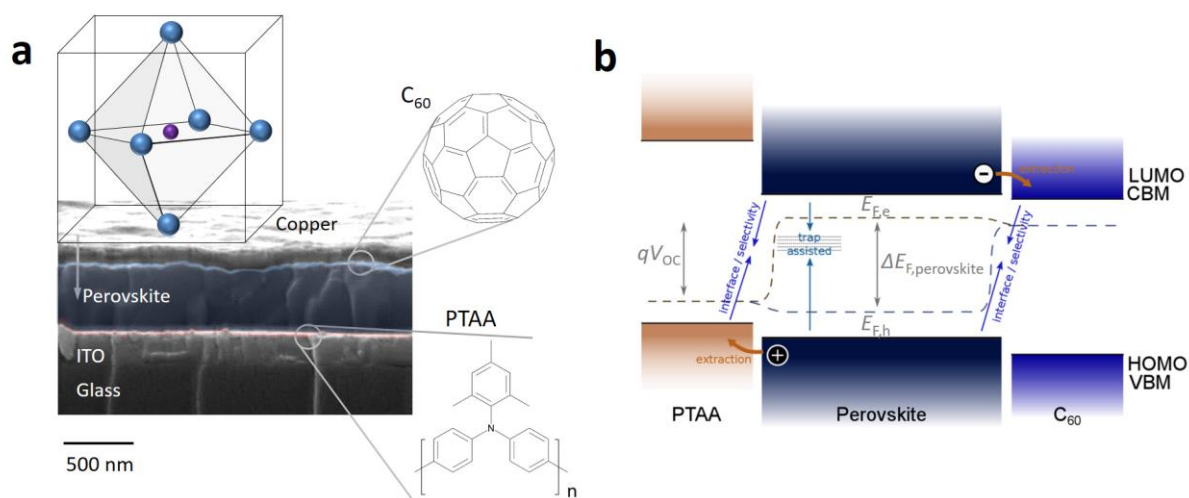 a
C60
Copper
Perovskite
PTAA
ITO
Glass
N
n
500 nm
b
extraction
LUMO
CBM
EF,e
interface / selectivity
trap
assisted
qVOC
ΔEF,perovskite
interface / selectivity
EF,h
extraction
HOMO
VBM
PTAA
Perovskite
C60